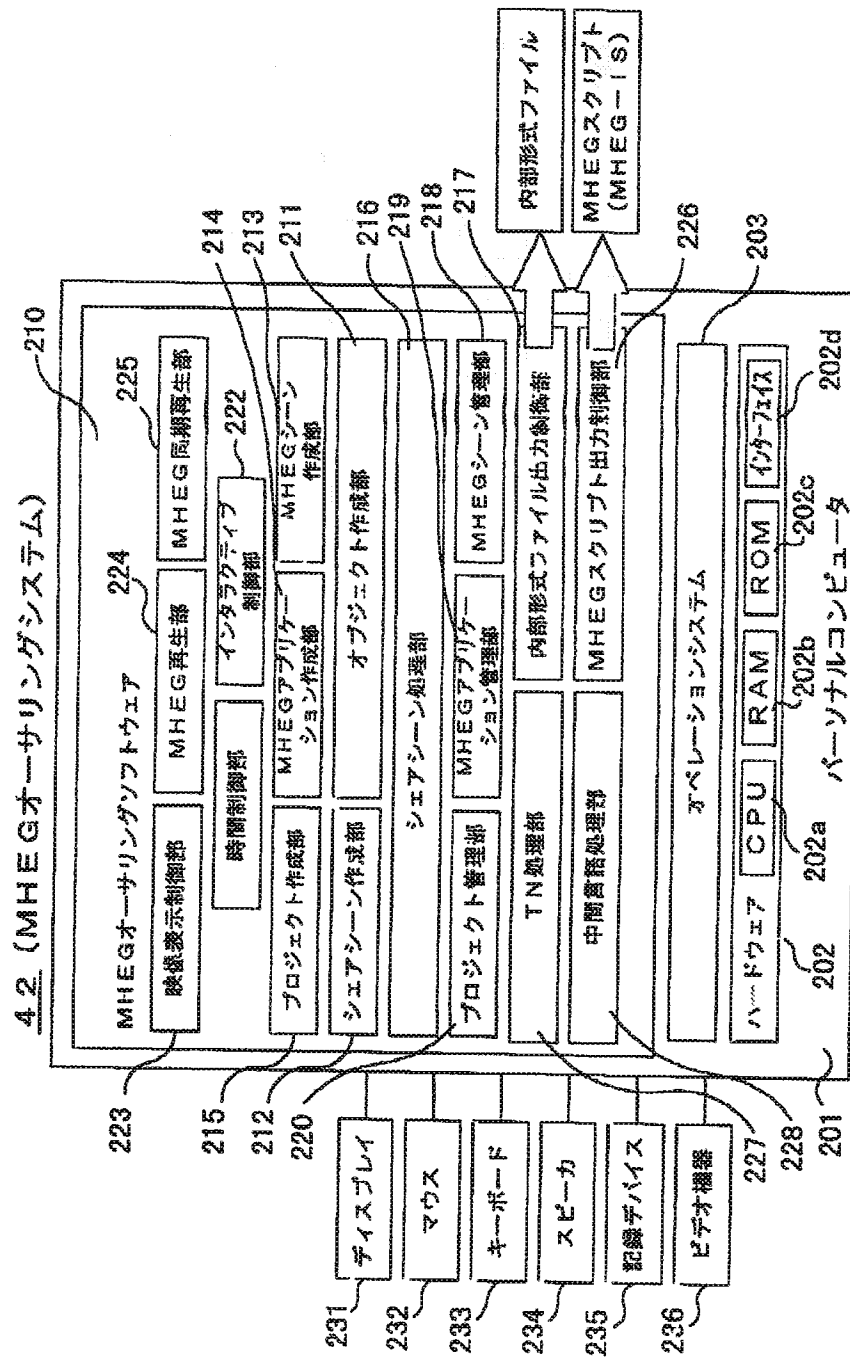 42 (MHEGオーサリングシステム)
210
MHEGオーサリングソフトウェア
223
映像表示制御部
224
MHEG再生部
225
MHEG同期再生部
時間制御部
インタラクティブ
制御部
222
214
213
215
プロジェクト作成部
MHEGアプリケー
ション作成部
MHEGシーン
作成部
211
212
シェアシーン作成部
オブジェクト作成部
216
シェアシーン処理部
219
220
プロジェクト管理部
MHEGアプリケー
ション管理部
MHEGシーン管理部
218
217
TN処理部
内部形式ファイル出力制御部
内部形式ファイル
227
中間言語処理部
MHEGスクリプト出力制御部
MHEGスクリプト
(MHEG-IS)
228
226
オペレーションシステム
203
ハードウェア
CPU
RAM
ROM
インターフェイス
202
202a
202b
202c
202d
201
パーソナルコンピュータ
231
ディスプレイ
232
マウス
233
キーボード
234
スピーカ
235
記録デバイス
236
ビデオ機器